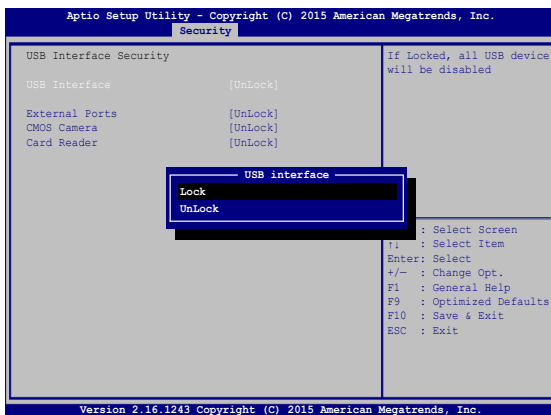 Aptio Setup Utility - Copyright (C) 2015 American Megatrends, Inc.
Security
USB Interface Security
USB Interface [UnLock]
External Ports [UnLock]
CMOS Camera [UnLock]
Card Reader [UnLock]
If Locked, all USB device
will be disabled
USB interface
Lock
UnLock
: Select Screen
↑↓ : Select Item
Enter: Select
+/— : Change Opt.
F1 : General Help
F9 : Optimized Defaults
F10 : Save & Exit
ESC : Exit
Version 2.16.1243 Copyright (C) 2015 American Megatrends, Inc.